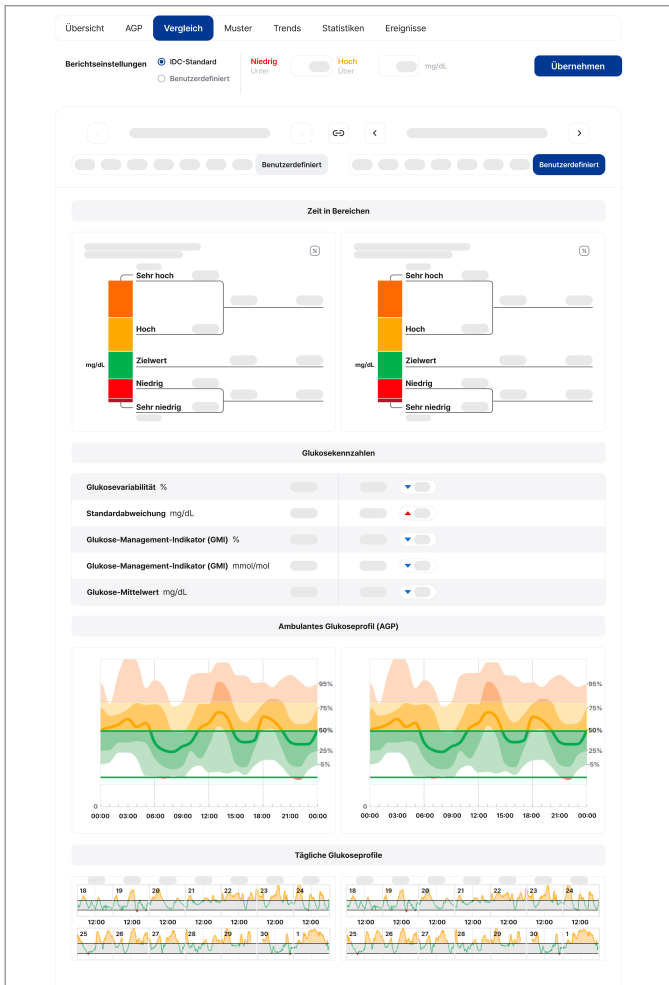 Übersicht AGP Vergleich Muster Trends Statistiken Ereignisse
Berichtseinstellungen IDC-Standard Niedrig Hoch mg/dL Übernehmen
Unter Über
Benutzerdefiniert
Benutzerdefiniert Benutzerdefiniert
Zeit in Bereichen
% %
Sehr hoch Sehr hoch
Hoch Hoch
mg/dL Zielwert mg/dL Zielwert
Niedrig Niedrig
Sehr niedrig Sehr niedrig
Glukosekennzahlen
Glukosevariabilität %
Standardabweichung mg/dL
Glukose-Management-Indikator (GMI) %
Glukose-Management-Indikator (GMI) mmol/mol
Glukose-Mittelwert mg/dL
Ambulantes Glukoseprofil (AGP)
95% 95%
75% 75%
50% 50%
25% 25%
5% 5%
0 0
00:00 03:00 06:00 09:00 12:00 15:00 18:00 21:00 00:00 00:00 03:00 06:00 09:00 12:00 15:00 18:00 21:00 00:00
Tägliche Glukoseprofile
18 19 20 21 22 23 24 18 19 20 21 22 23 24
12:00 12:00 12:00 12:00 12:00 12:00 12:00 12:00 12:00 12:00 12:00 12:00 12:00 12:00
25 26 27 28 29 30 1 25 26 27 28 29 30 1